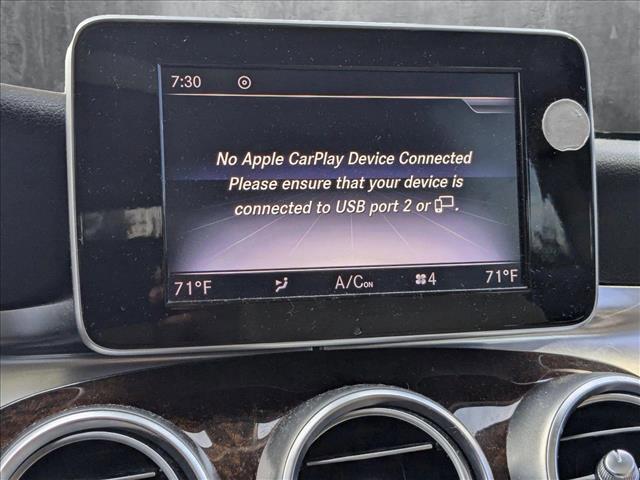 7:30
No Apple CarPlay Device Connected
Please ensure that your device is
connected to USB port 2 or .
71°F A/C ON 4 71°F